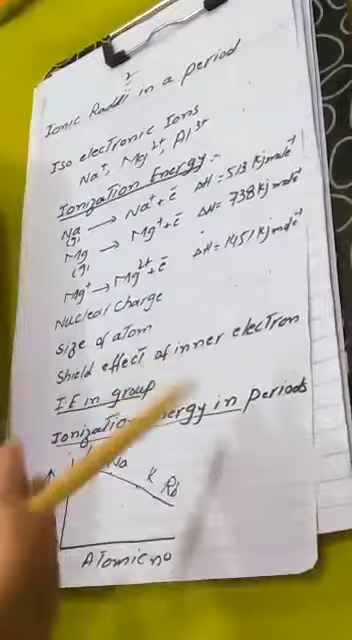 Ionic Radii in a period
Iso electronic Ions
Na⁺, Mg²⁺, Al³⁺
Ionization Energy:-
Na(g) → Na⁺+ē ΔH = 513 kjmole⁻¹
Mg(g) → Mg⁺+ē ΔH = 738 kjmole⁻¹
Mg⁺ → Mg²⁺+ē ΔH = 1451 kjmole⁻¹
Nuclear charge
Size of atom
Shield effect of inner electron
I.E in group
Ionization Energy in periods
Na K Rb
Atomic no